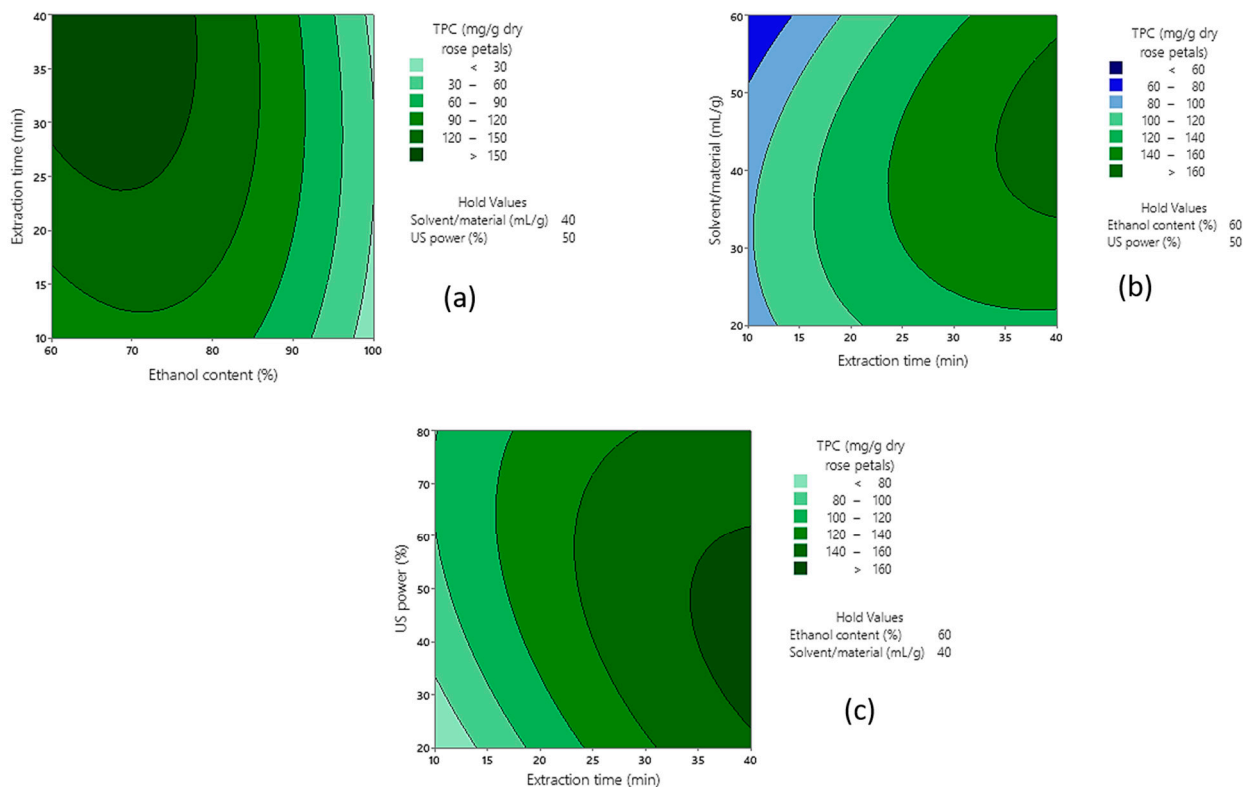 40
35
30
25
20
15
10
60
70
80
90
100
Extraction time (min)
Ethanol content (%)
TPC (mg/g dry
rose petals)
< 30
30 – 60
60 – 90
90 – 120
120 – 150
> 150
Hold Values
Solvent/material (mL/g) 40
US power (%) 50
(a)
60
50
40
30
20
10
15
20
25
30
35
40
Solvent/material (mL/g)
Extraction time (min)
TPC (mg/g dry
rose petals)
< 60
60 – 80
80 – 100
100 – 120
120 – 140
140 – 160
> 160
Hold Values
Ethanol content (%) 60
US power (%) 50
(b)
80
70
60
50
40
30
20
10
15
20
25
30
35
40
US power (%)
Extraction time (min)
TPC (mg/g dry
rose petals)
< 80
80 – 100
100 – 120
120 – 140
140 – 160
> 160
Hold Values
Ethanol content (%) 60
Solvent/material (mL/g) 40
(c)